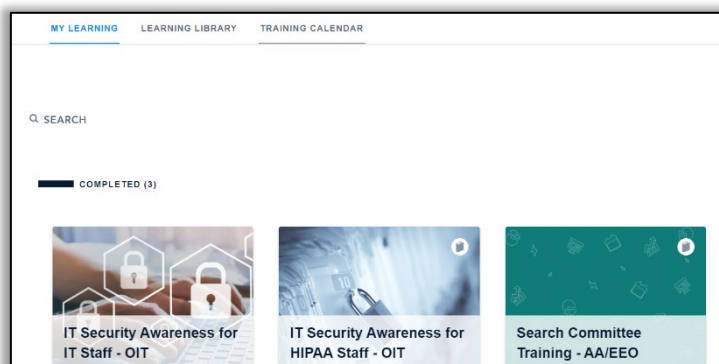 MY LEARNING LEARNING LIBRARY TRAINING CALENDAR
SEARCH
COMPLETED (3)
IT Security Awareness for
IT Staff - OIT
IT Security Awareness for
HIPAA Staff - OIT
Search Committee
Training - AA/EEO